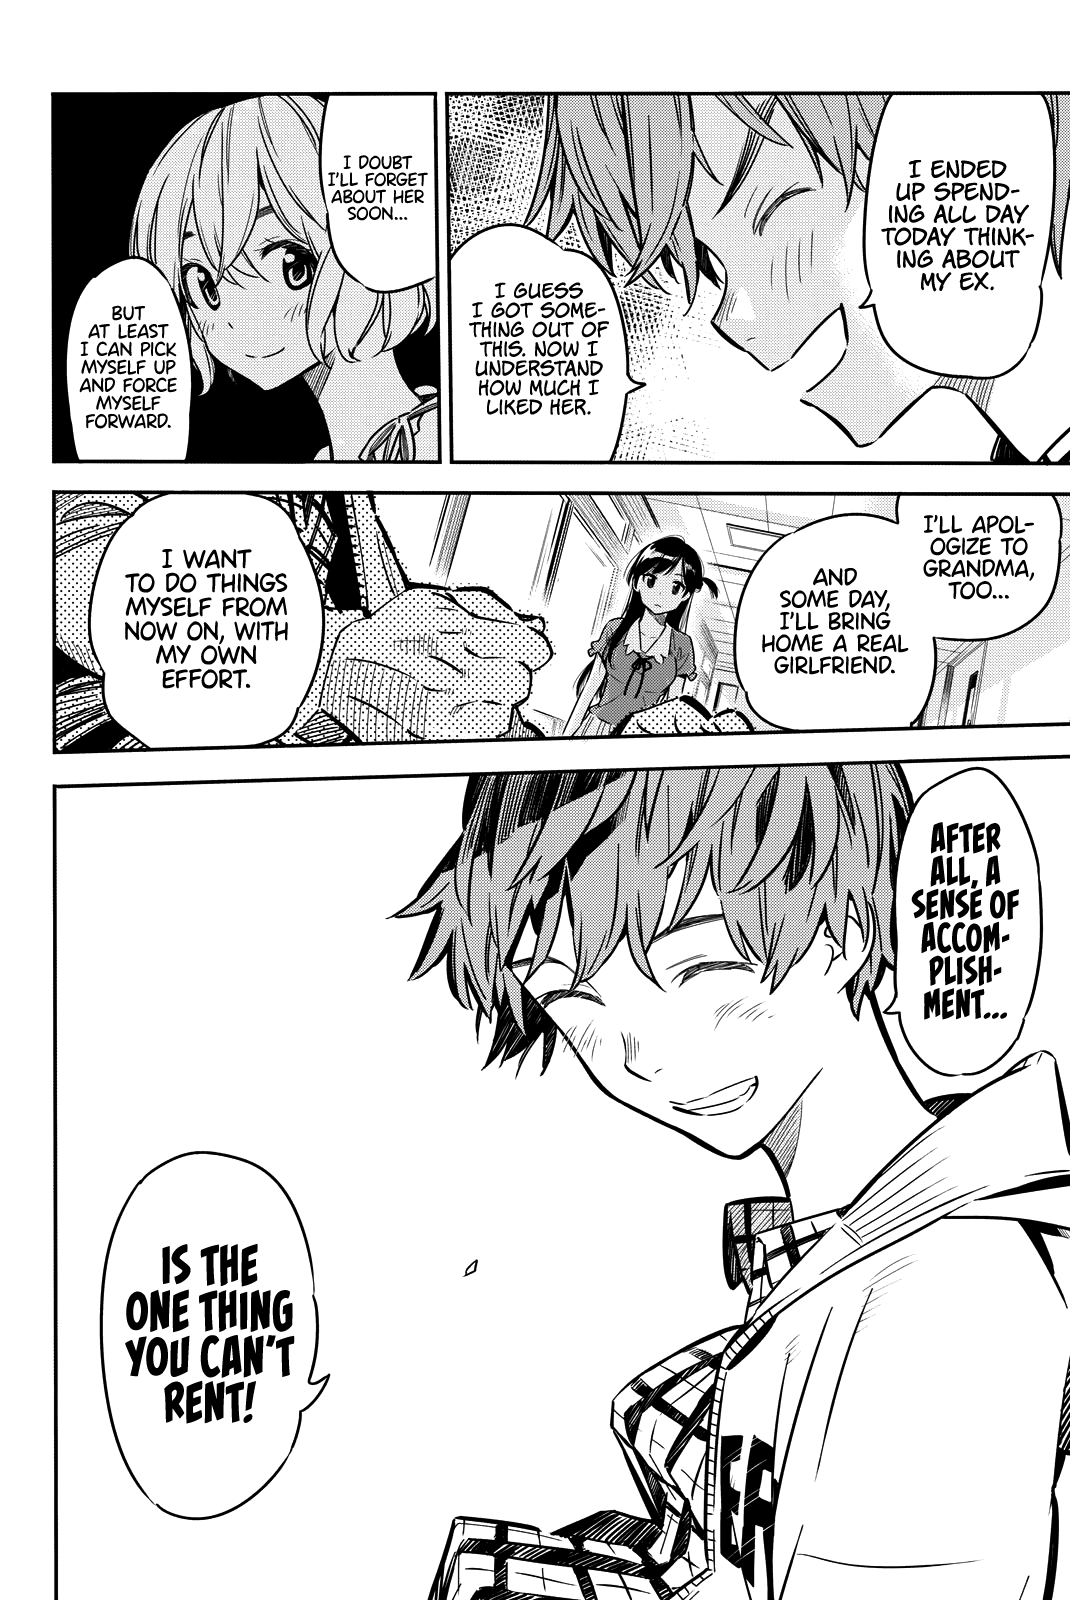 I ENDED
UP SPEND-
ING ALL DAY
TODAY THINK-
ING ABOUT
MY EX.
I GUESS
I GOT SOME-
THING OUT OF
THIS. NOW I
UNDERSTAND
HOW MUCH I
LIKED HER.
I DOUBT
I'LL FORGET
ABOUT HER
SOON...
BUT
AT LEAST
I CAN PICK
MYSELF UP
AND FORCE
MYSELF
FORWARD.
I'LL APOL-
OGIZE TO
GRANDMA,
TOO...
AND
SOME DAY,
I'LL BRING
HOME A REAL
GIRLFRIEND.
I WANT
TO DO THINGS
MYSELF FROM
NOW ON, WITH
MY OWN
EFFORT.
AFTER
ALL, A
SENSE OF
ACCOM-
PLISH-
MENT...
IS THE
ONE THING
YOU CAN'T
RENT!